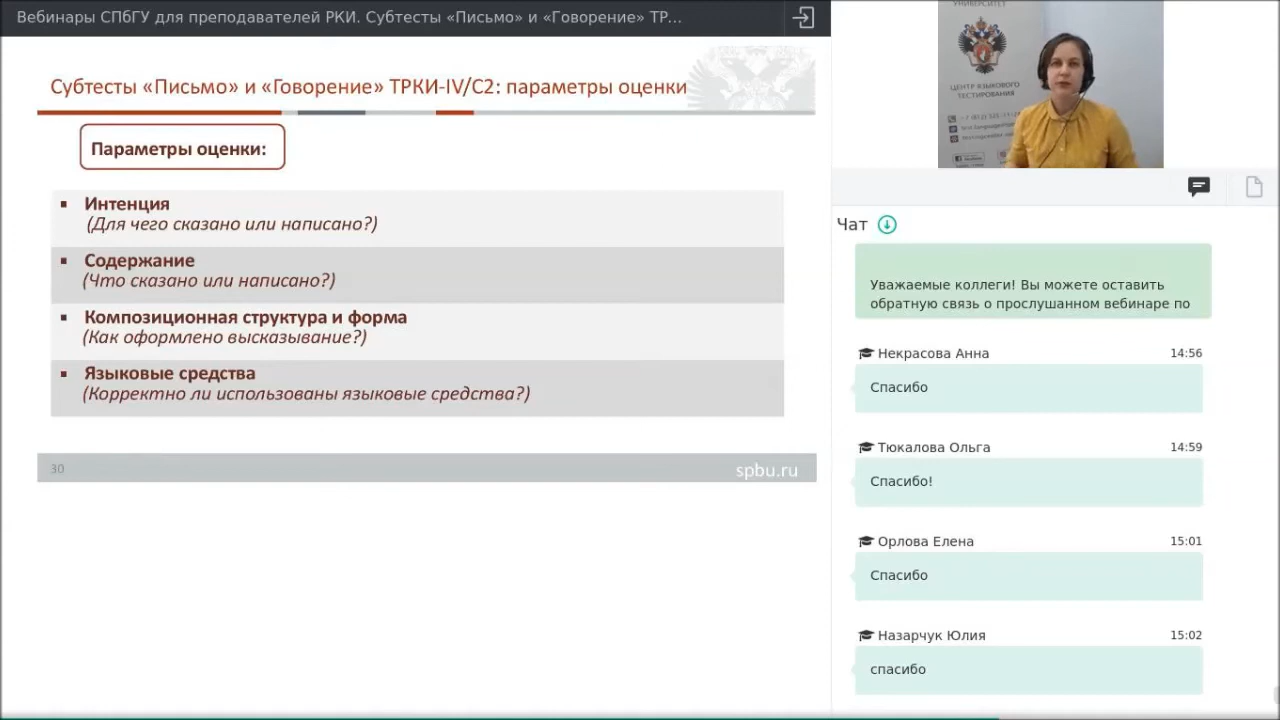 Вебинары СПбГУ для преподавателей РКИ. Субтесты «Письмо» и «Говорение» ТР...
Субтесты «Письмо» и «Говорение» ТРКИ-IV/С2: параметры оценки
Параметры оценки:
▪ Интенция
(Для чего сказано или написано?)
▪ Содержание
(Что сказано или написано?)
▪ Композиционная структура и форма
(Как оформлено высказывание?)
▪ Языковые средства
(Корректно ли использованы языковые средства?)
30
spbu.ru
УНИВЕРСИТЕТ
ЦЕНТР ЯЗЫКОВОГО
ТЕСТИРОВАНИЯ
Чат
Уважаемые коллеги! Вы можете оставить
обратную связь о прослушанном вебинаре по
Некрасова Анна 14:56
Спасибо
Тюкалова Ольга 14:59
Спасибо!
Орлова Елена 15:01
Спасибо
Назарчук Юлия 15:02
спасибо